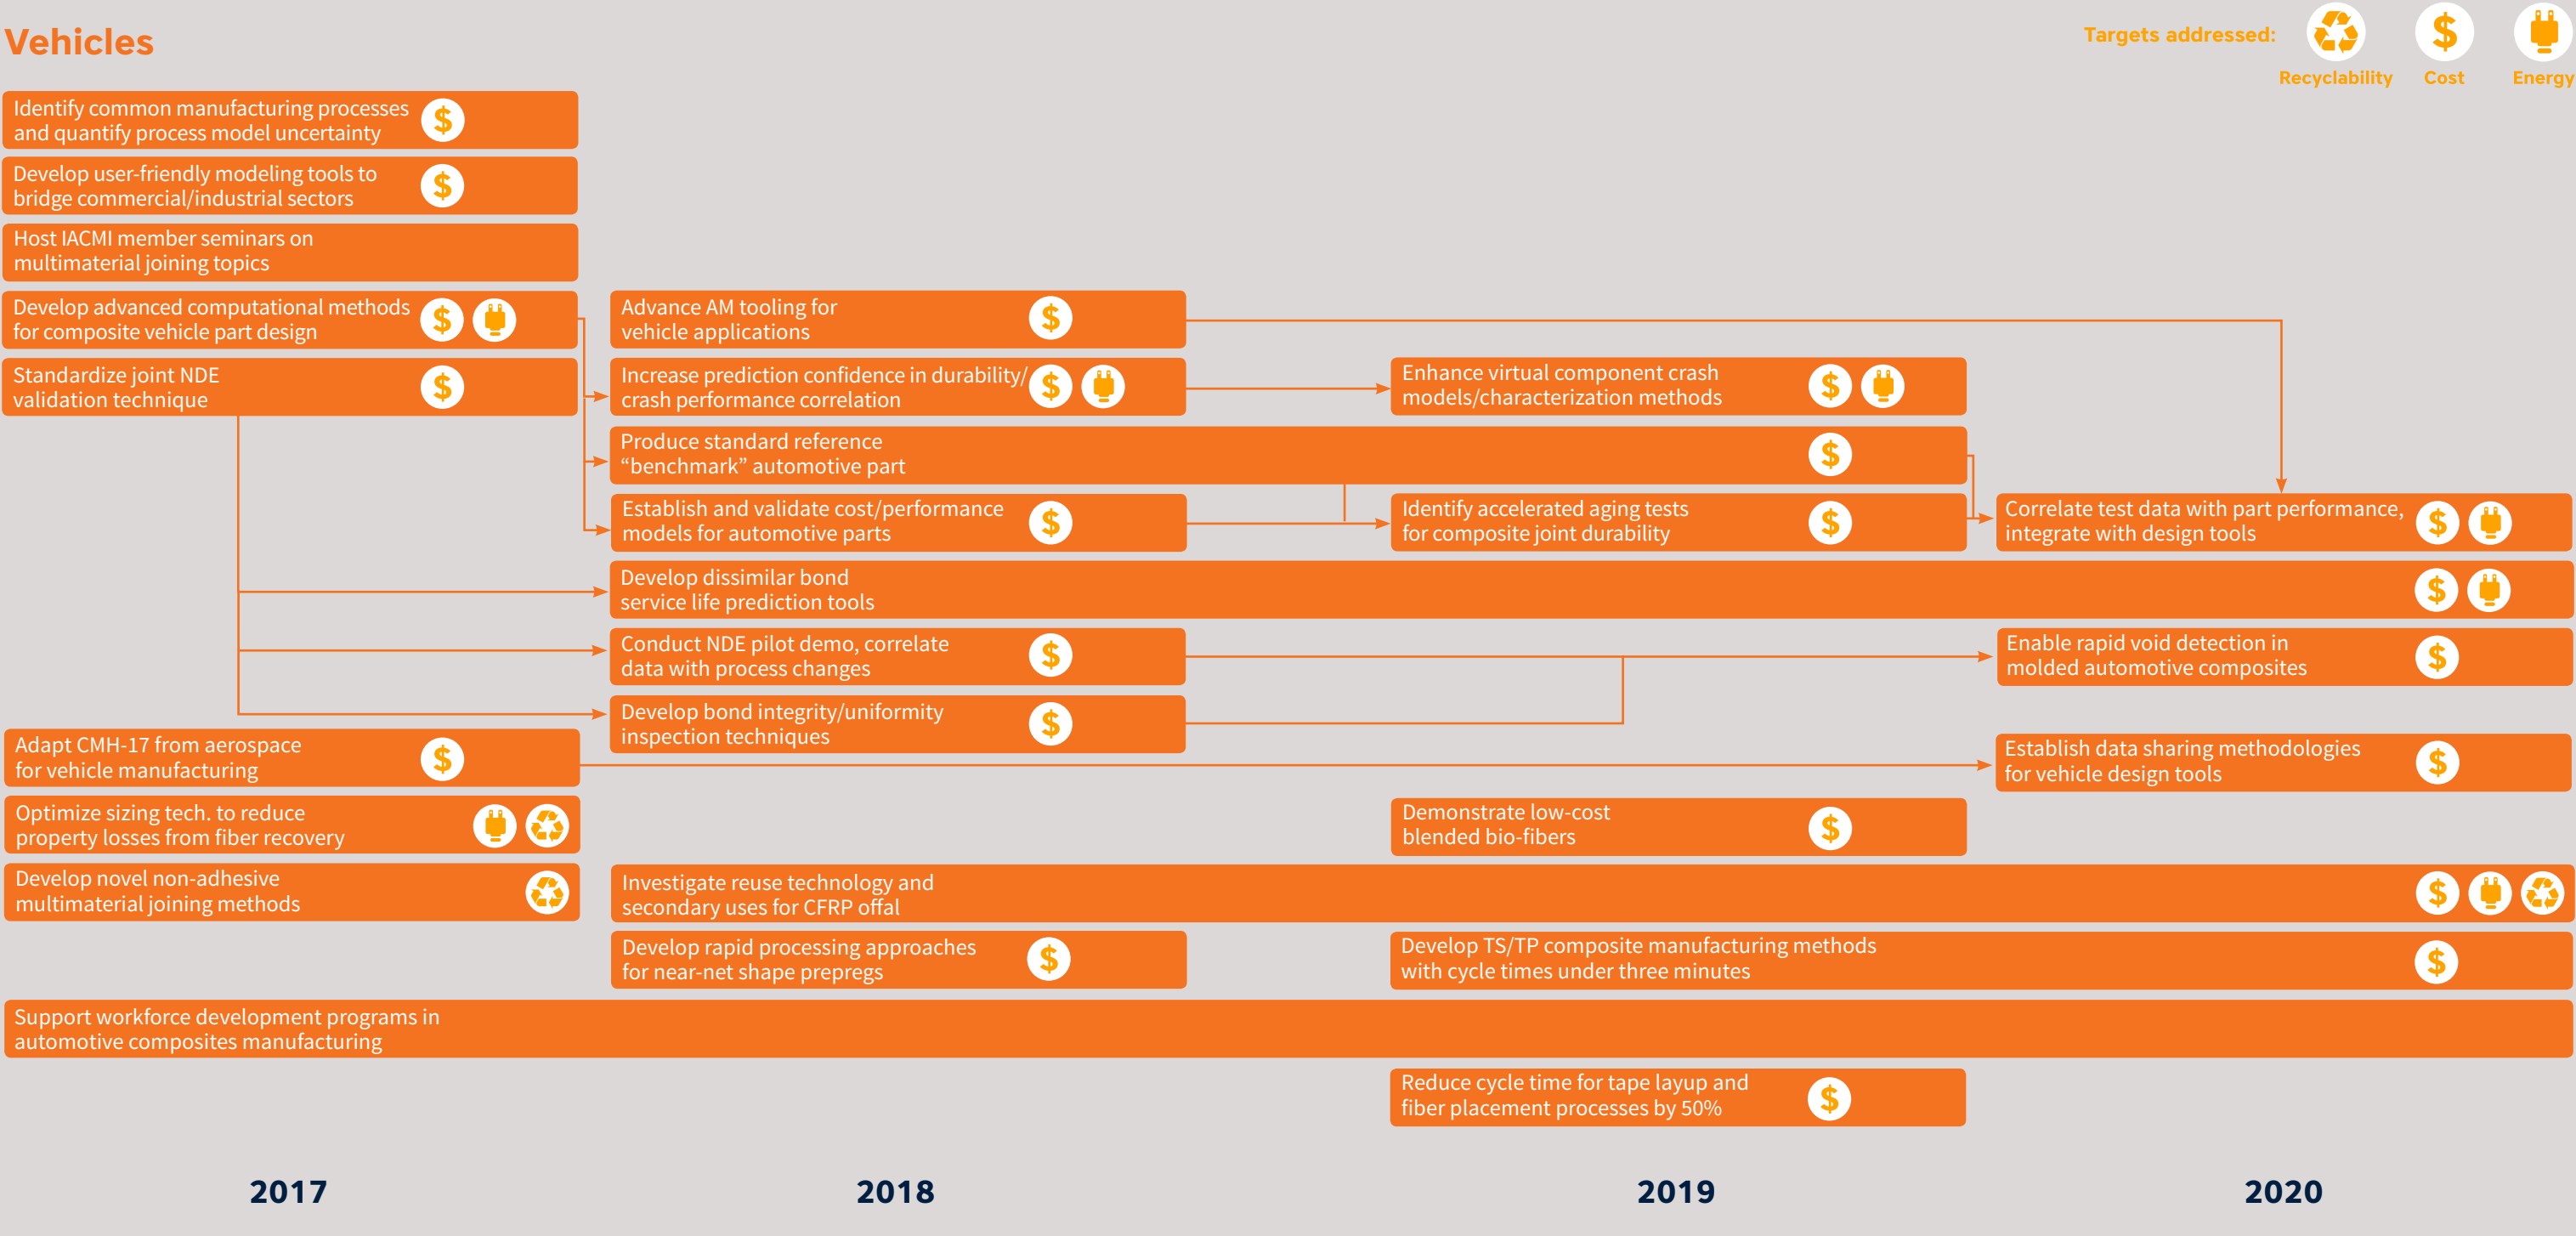 Vehicles
Targets addressed:
Recyclability
Cost
Energy
Identify common manufacturing processes
and quantify process model uncertainty
Develop user-friendly modeling tools to
bridge commercial/industrial sectors
Host IACMI member seminars on
multimaterial joining topics
Develop advanced computational methods
for composite vehicle part design
Advance AM tooling for
vehicle applications
Standardize joint NDE
validation technique
Increase prediction confidence in durability/
crash performance correlation
Enhance virtual component crash
models/characterization methods
Produce standard reference
“benchmark” automotive part
Establish and validate cost/performance
models for automotive parts
Identify accelerated aging tests
for composite joint durability
Correlate test data with part performance,
integrate with design tools
Develop dissimilar bond
service life prediction tools
Conduct NDE pilot demo, correlate
data with process changes
Enable rapid void detection in
molded automotive composites
Develop bond integrity/uniformity
inspection techniques
Adapt CMH-17 from aerospace
for vehicle manufacturing
Establish data sharing methodologies
for vehicle design tools
Optimize sizing tech. to reduce
property losses from fiber recovery
Demonstrate low-cost
blended bio-fibers
Develop novel non-adhesive
multimaterial joining methods
Investigate reuse technology and
secondary uses for CFRP offal
Develop rapid processing approaches
for near-net shape prepregs
Develop TS/TP composite manufacturing methods
with cycle times under three minutes
Support workforce development programs in
automotive composites manufacturing
Reduce cycle time for tape layup and
fiber placement processes by 50%
2017
2018
2019
2020